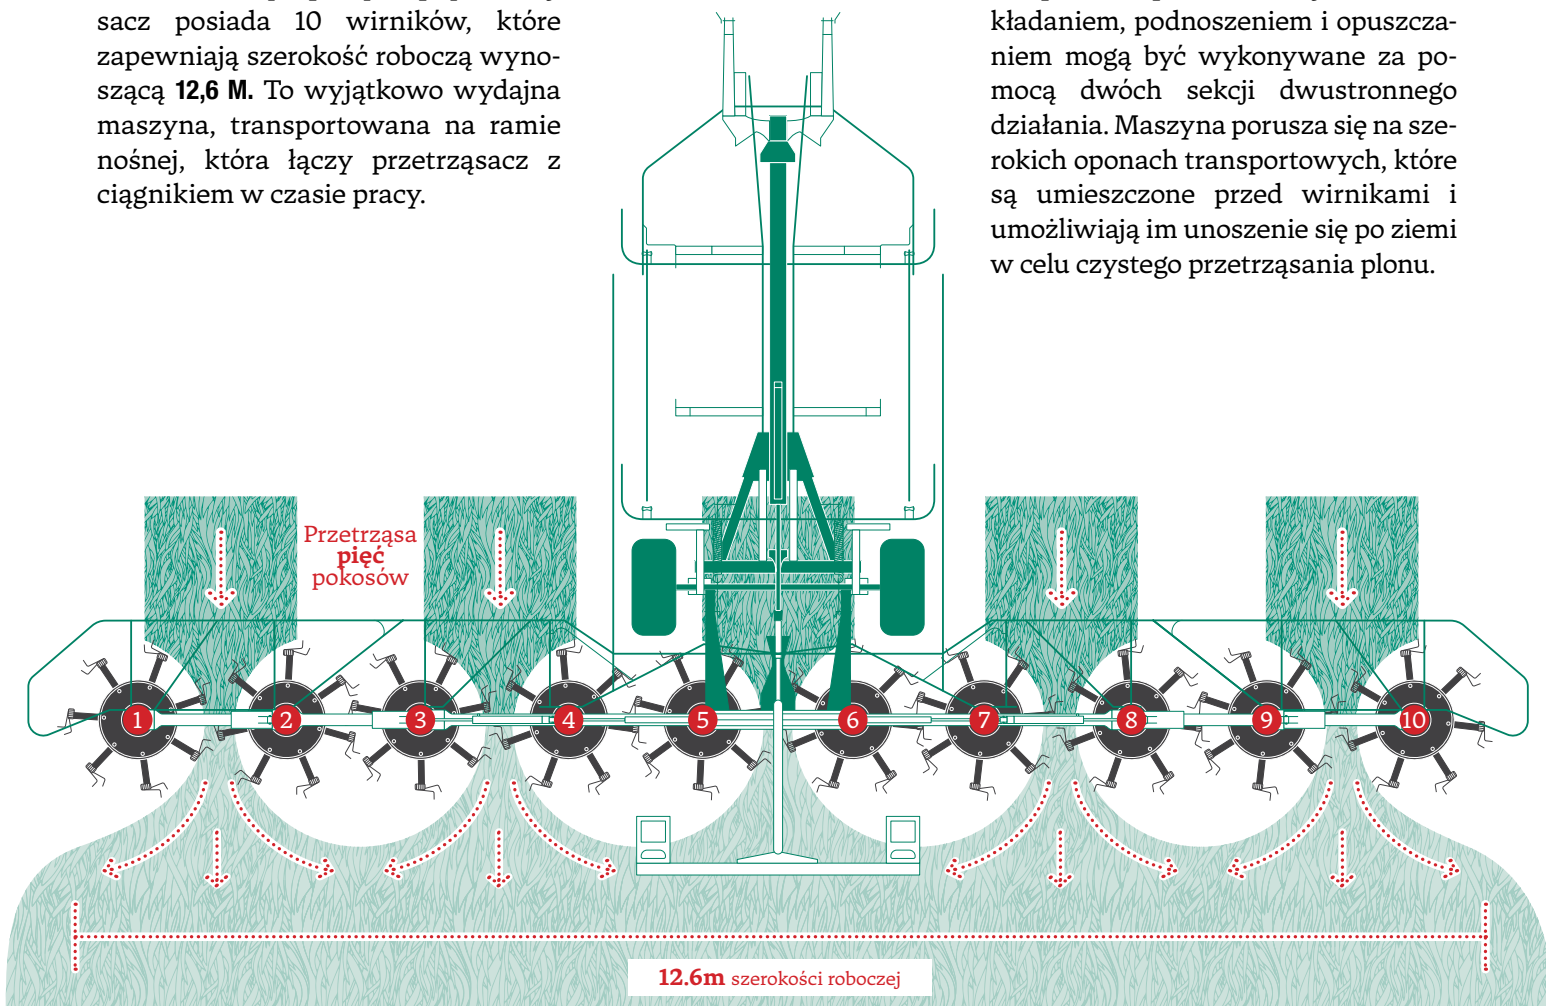 sacz posiada 10 wirników, które
zapewniają szerokość roboczą wyno-
szącą 12,6 M. To wyjątkowo wydajna
maszyna, transportowana na ramie
nośnej, która łączy przetrząsacz z
ciągnikiem w czasie pracy.
kładaniem, podnoszeniem i opuszcza-
niem mogą być wykonywane za po-
mocą dwóch sekcji dwustronnego
działania. Maszyna porusza się na sze-
rokich oponach transportowych, które
są umieszczone przed wirnikami i
umożliwiają im unoszenie się po ziemi
w celu czystego przetrząsania plonu.
Przetrząsa
pięć
pokosów
1 2 3 4 5 6 7 8 9 10
12.6m szerokości roboczej